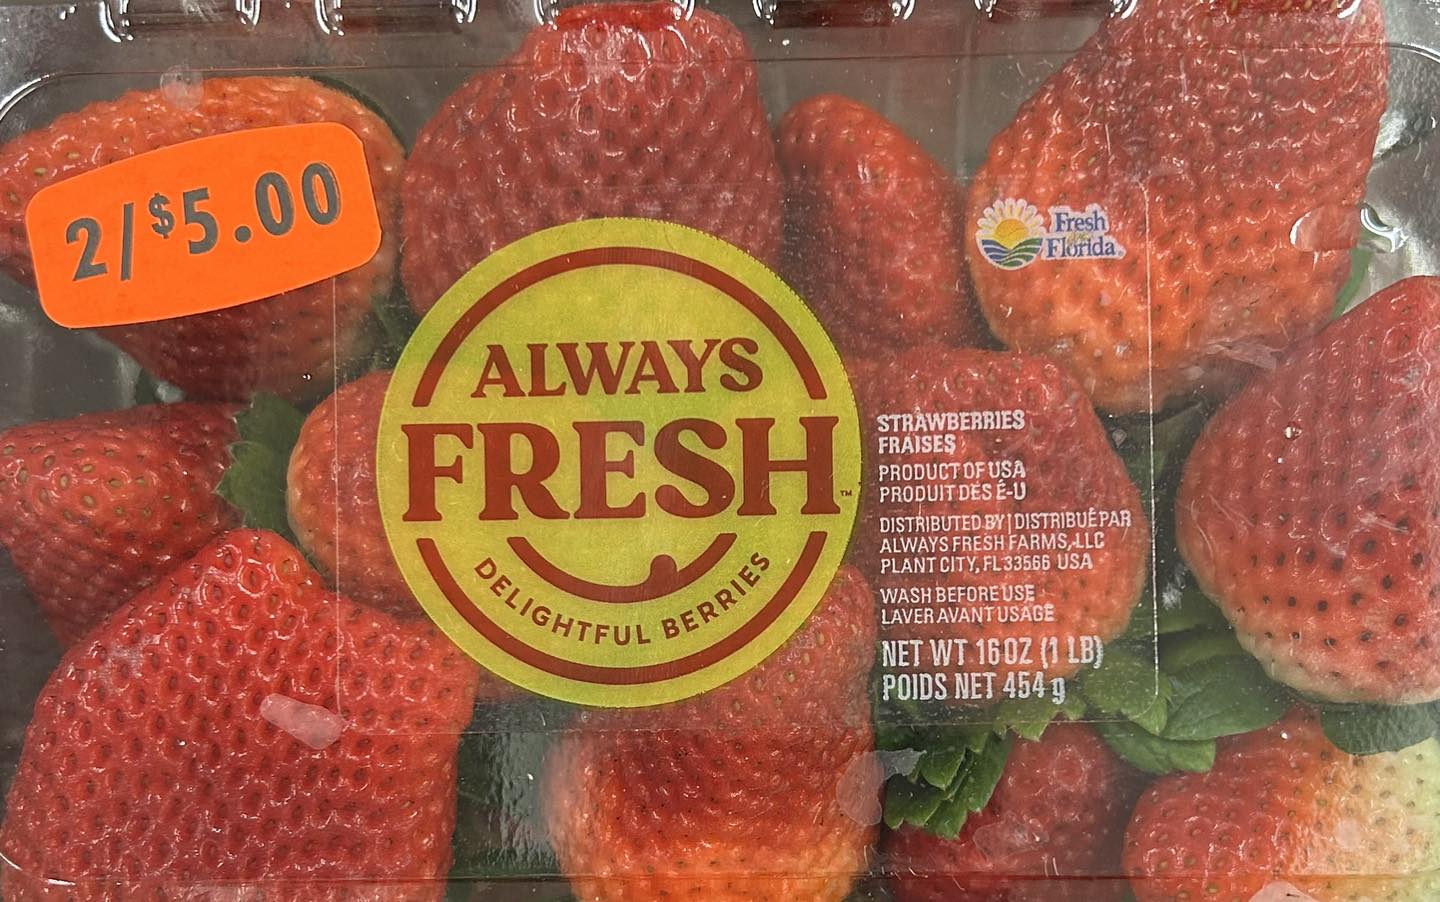 2/$5.00
ALWAYS
FRESH™
DELIGHTFUL BERRIES
Fresh
Florida
STRAWBERRIES
FRAISES
PRODUCT OF USA
PRODUIT DES É-U
DISTRIBUTED BY | DISTRIBUÉ PAR
ALWAYS FRESH FARMS, LLC
PLANT CITY, FL 33566 USA
WASH BEFORE USE
LAVER AVANT USAGE
NET WT 16 OZ (1 LB)
POIDS NET 454 g